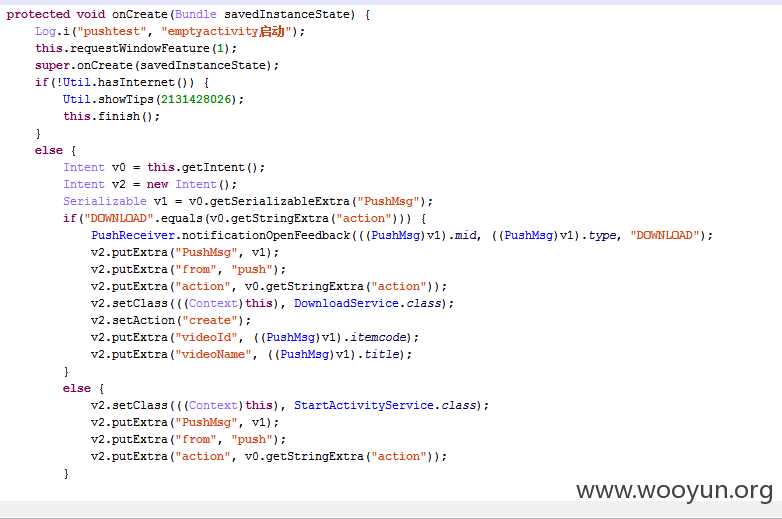 protected void onCreate(Bundle savedInstanceState) {
    Log.i("pushtest", "emptyactivity启动");
    this.requestWindowFeature(1);
    super.onCreate(savedInstanceState);
    if(!Util.hasInternet()) {
        Util.showTips(2131428026);
        this.finish();
    }
    else {
        Intent v0 = this.getIntent();
        Intent v2 = new Intent();
        Serializable v1 = v0.getSerializableExtra("PushMsg");
        if("DOWNLOAD".equals(v0.getStringExtra("action"))) {
            PushReceiver.notificationOpenFeedback(((PushMsg)v1).mid, ((PushMsg)v1).type, "DOWNLOAD");
            v2.putExtra("PushMsg", v1);
            v2.putExtra("from", "push");
            v2.putExtra("action", v0.getStringExtra("action"));
            v2.setClass(((Context)this), DownloadService.class);
            v2.setAction("create");
            v2.putExtra("videoId", ((PushMsg)v1).itemcode);
            v2.putExtra("videoName", ((PushMsg)v1).title);
        }
        else {
            v2.setClass(((Context)this), StartActivityService.class);
            v2.putExtra("PushMsg", v1);
            v2.putExtra("from", "push");
            v2.putExtra("action", v0.getStringExtra("action"));
        }
www.wooyun.org